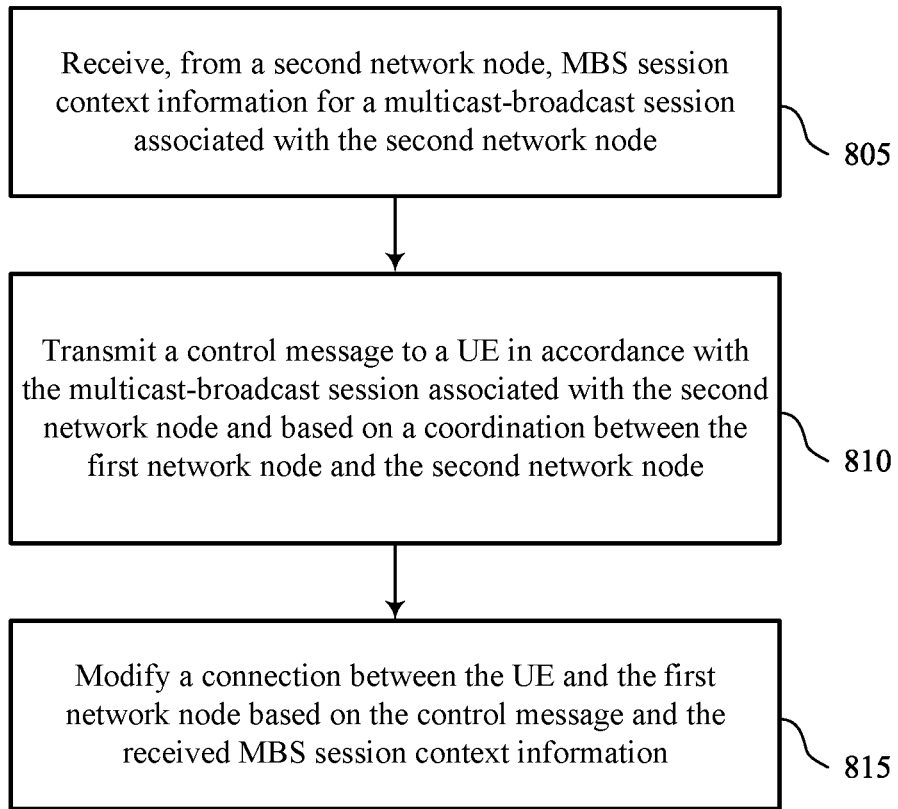 Receive, from a second network node, MBS session
context information for a multicast-broadcast session
associated with the second network node
805
Transmit a control message to a UE in accordance with
the multicast-broadcast session associated with the second
network node and based on a coordination between the
first network node and the second network node
810
Modify a connection between the UE and the first
network node based on the control message and the
received MBS session context information
815